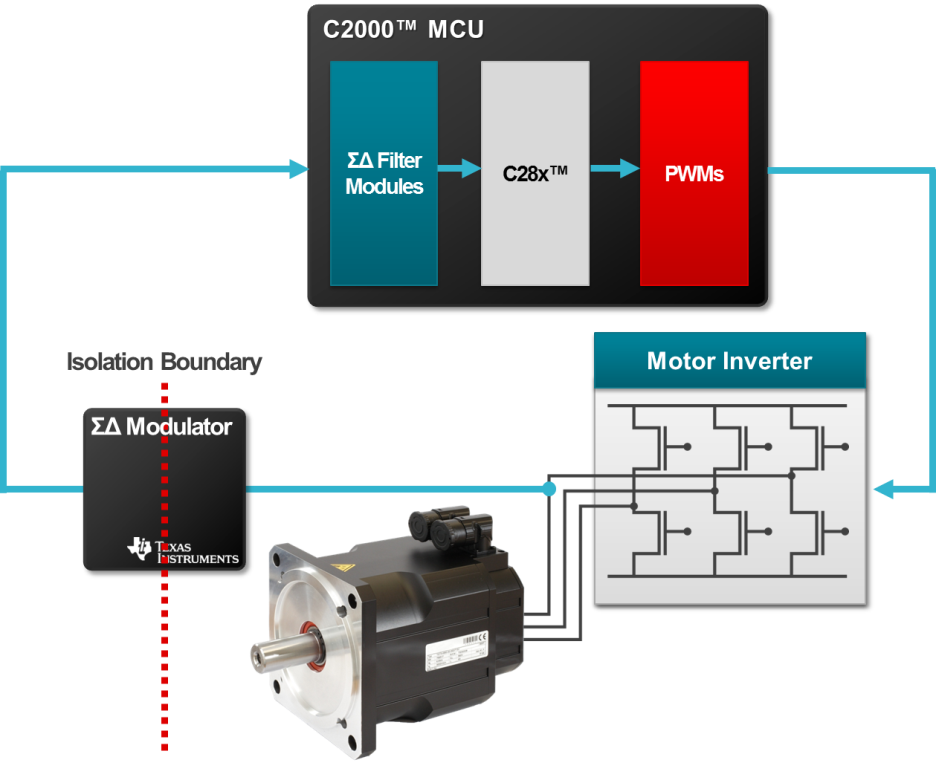 C2000™ MCU
ΣΔ Filter
Modules
C28x™
PWMs
Isolation Boundary
Motor Inverter
ΣΔ Modulator
TEXAS
INSTRUMENTS